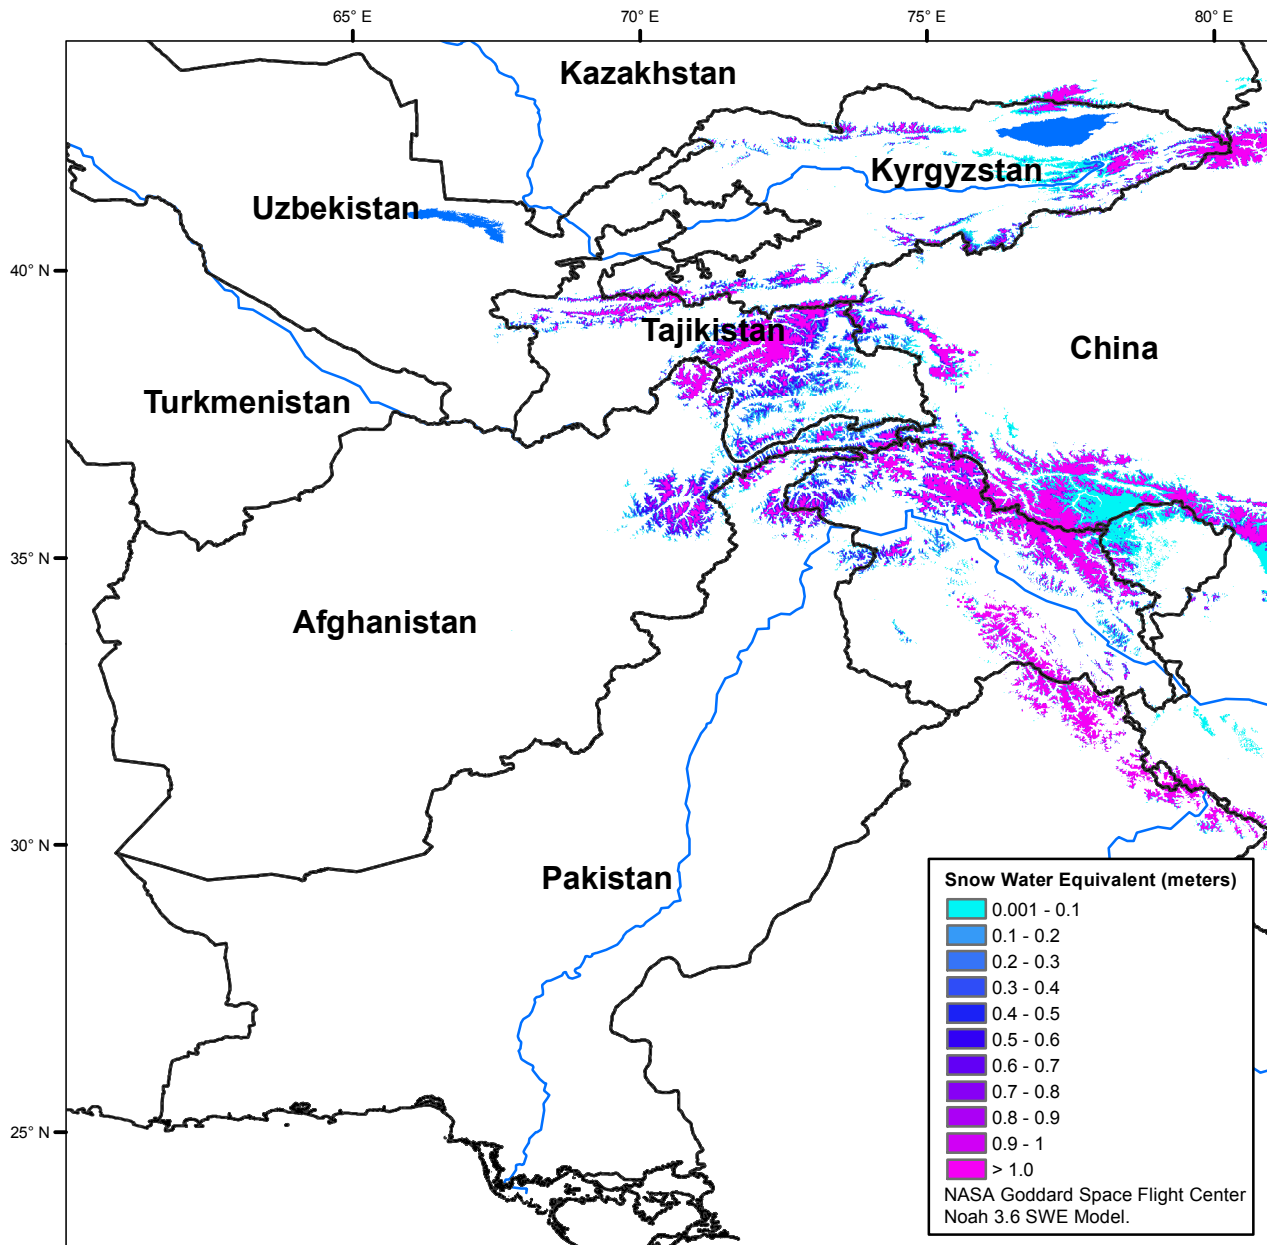 65° E
70° E
75° E
80° E
Kazakhstan
Kyrgyzstan
Uzbekistan
40° N
Tajikistan
China
Turkmenistan
35° N
Afghanistan
30° N
Pakistan
25° N
Snow Water Equivalent (meters)
0.001 - 0.1
0.1 - 0.2
0.2 - 0.3
0.3 - 0.4
0.4 - 0.5
0.5 - 0.6
0.6 - 0.7
0.7 - 0.8
0.8 - 0.9
0.9 - 1
> 1.0
NASA Goddard Space Flight Center
Noah 3.6 SWE Model.